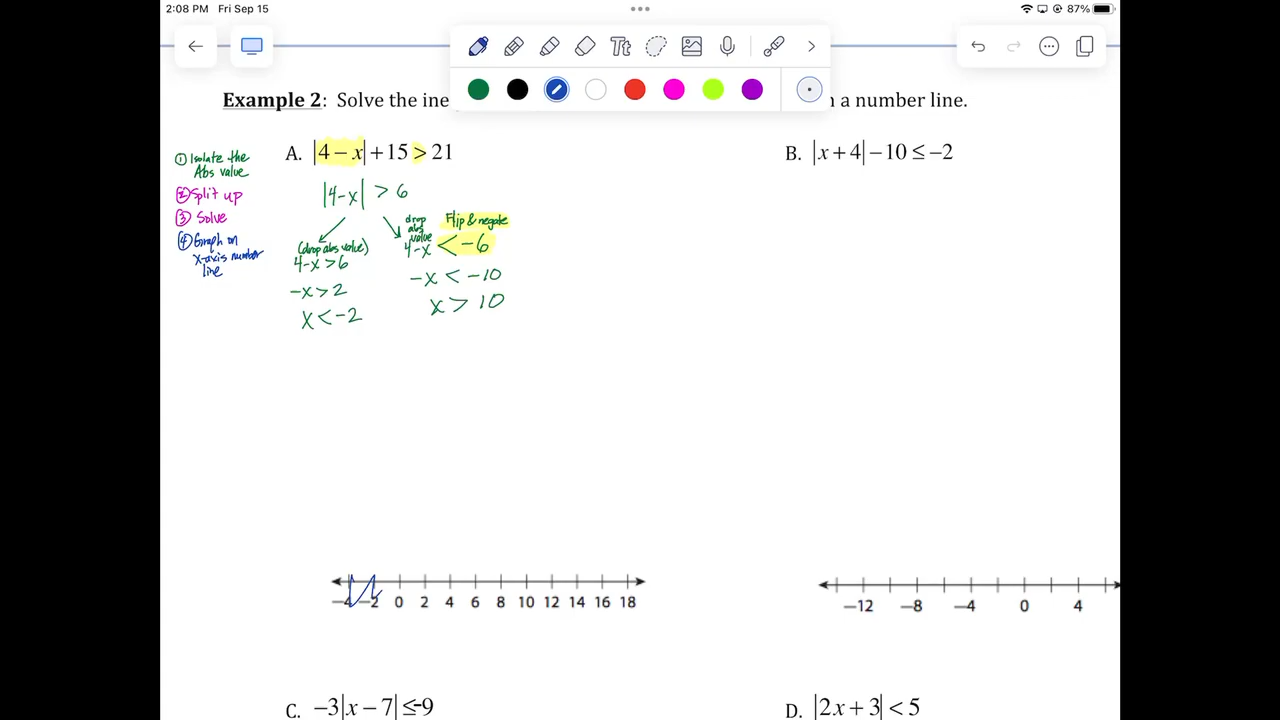 2:08 PM Fri Sep 15
87%
Tt
Example 2: Solve the ine
n a number line.
A. |4 − x| + 15 > 21
B. |x + 4| − 10 ≤ −2
① Isolate the
Abs value
② Split up
③ Solve
④ Graph on
x-axis number
line
|4-x| > 6
(drop abs value)
4-x > 6
-x > 2
x < -2
drop
abs
value
Flip & negate
4-x < -6
-x < -10
x > 10
−4 −2 0 2 4 6 8 10 12 14 16 18
−12 −8 −4 0 4
C. −3|x − 7| ≤ -9
D. |2x + 3| < 5